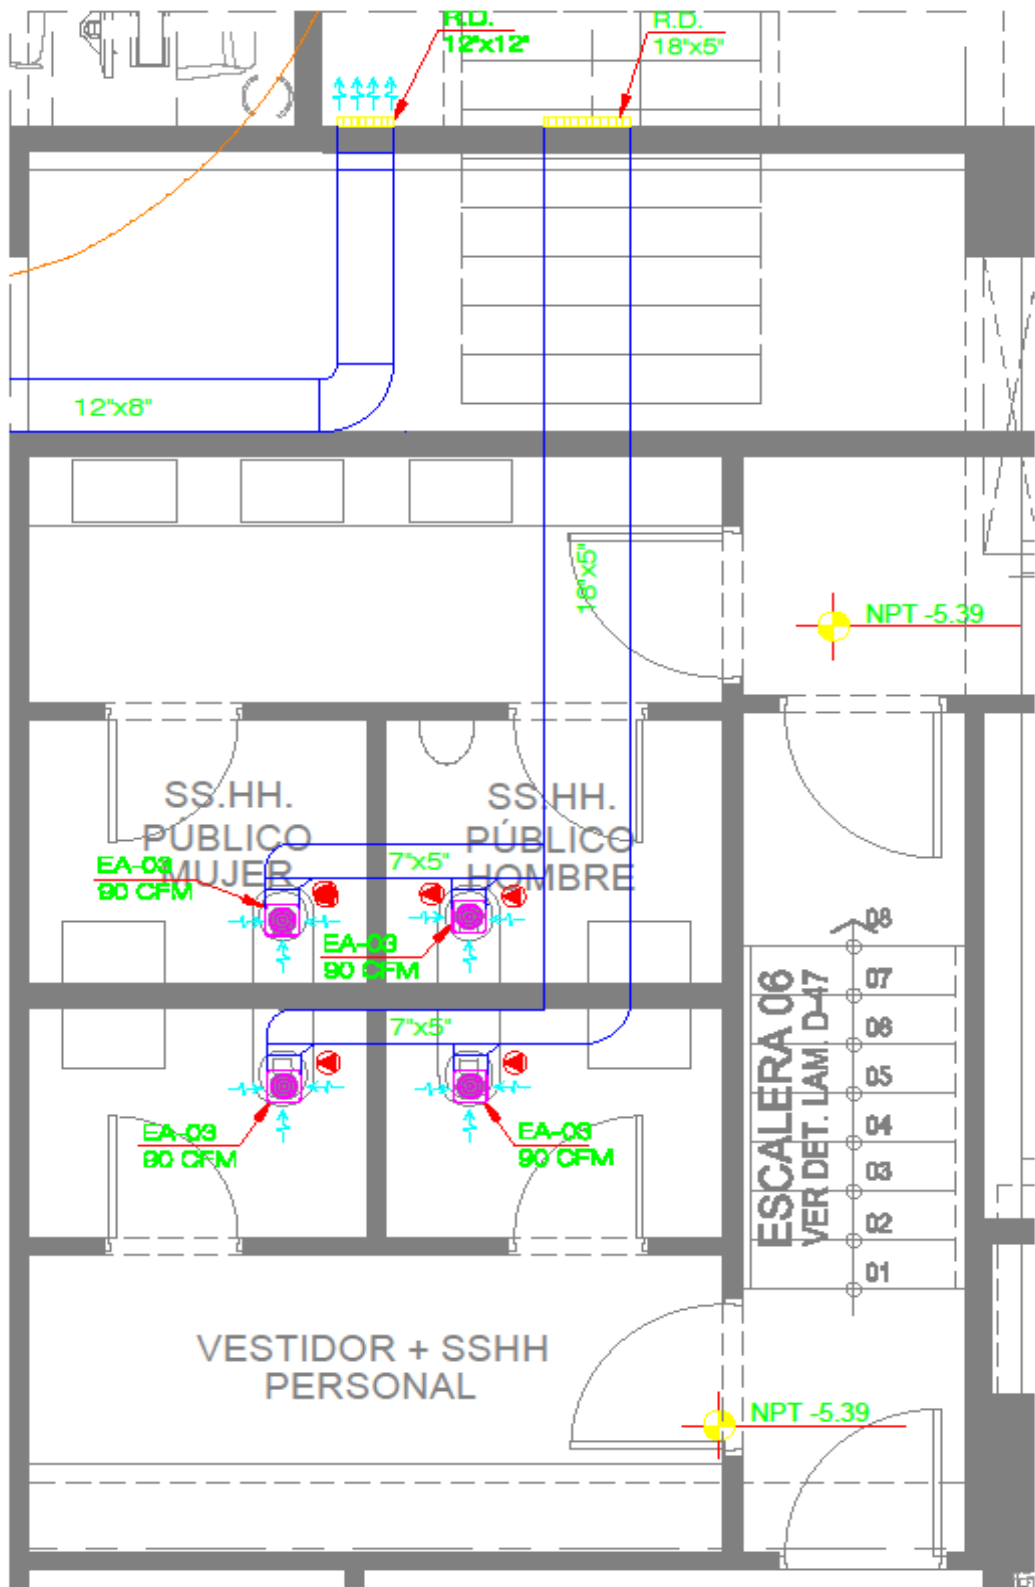 R.D.
12"x12"
R.D.
18"x5"
12"x8"
18"x5"
NPT -5.39
SS.HH.
PÚBLICO
MUJER
SS.HH.
PÚBLICO
HOMBRE
7"x5"
EA-03
90 CFM
EA-03
90 CFM
7"x5"
EA-03
90 CFM
EA-03
90 CFM
ESCALERA 06
VER DET. LAM. D-47
08
07
06
05
04
03
02
01
VESTIDOR + SSHH
PERSONAL
NPT -5.39